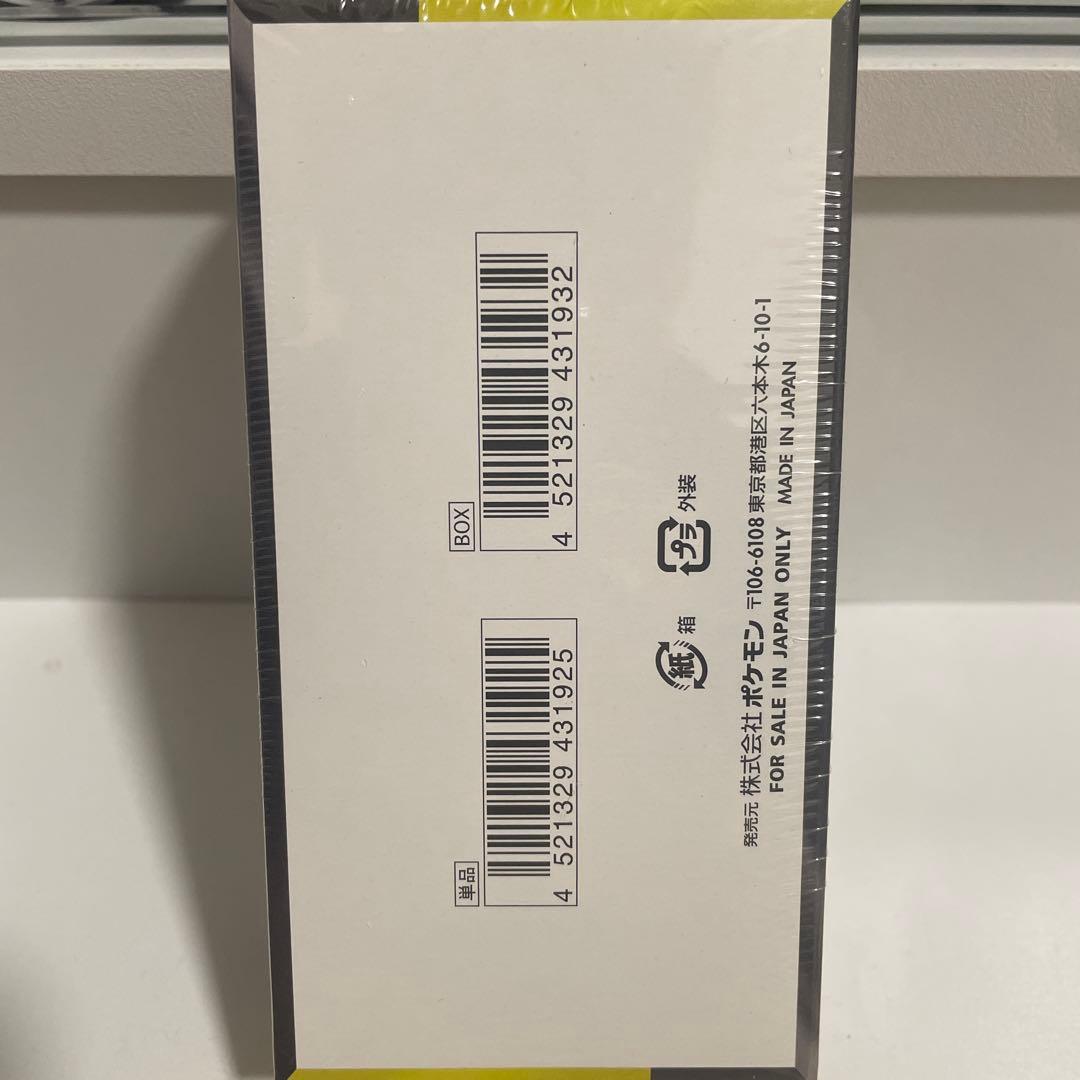 単品
4 521329 431925
BOX
4 521329 431932
紙 箱
プラ 外装
発売元 株式会社 ポケモン 〒106-6108 東京都港区六本木6-10-1
FOR SALE IN JAPAN ONLY MADE IN JAPAN